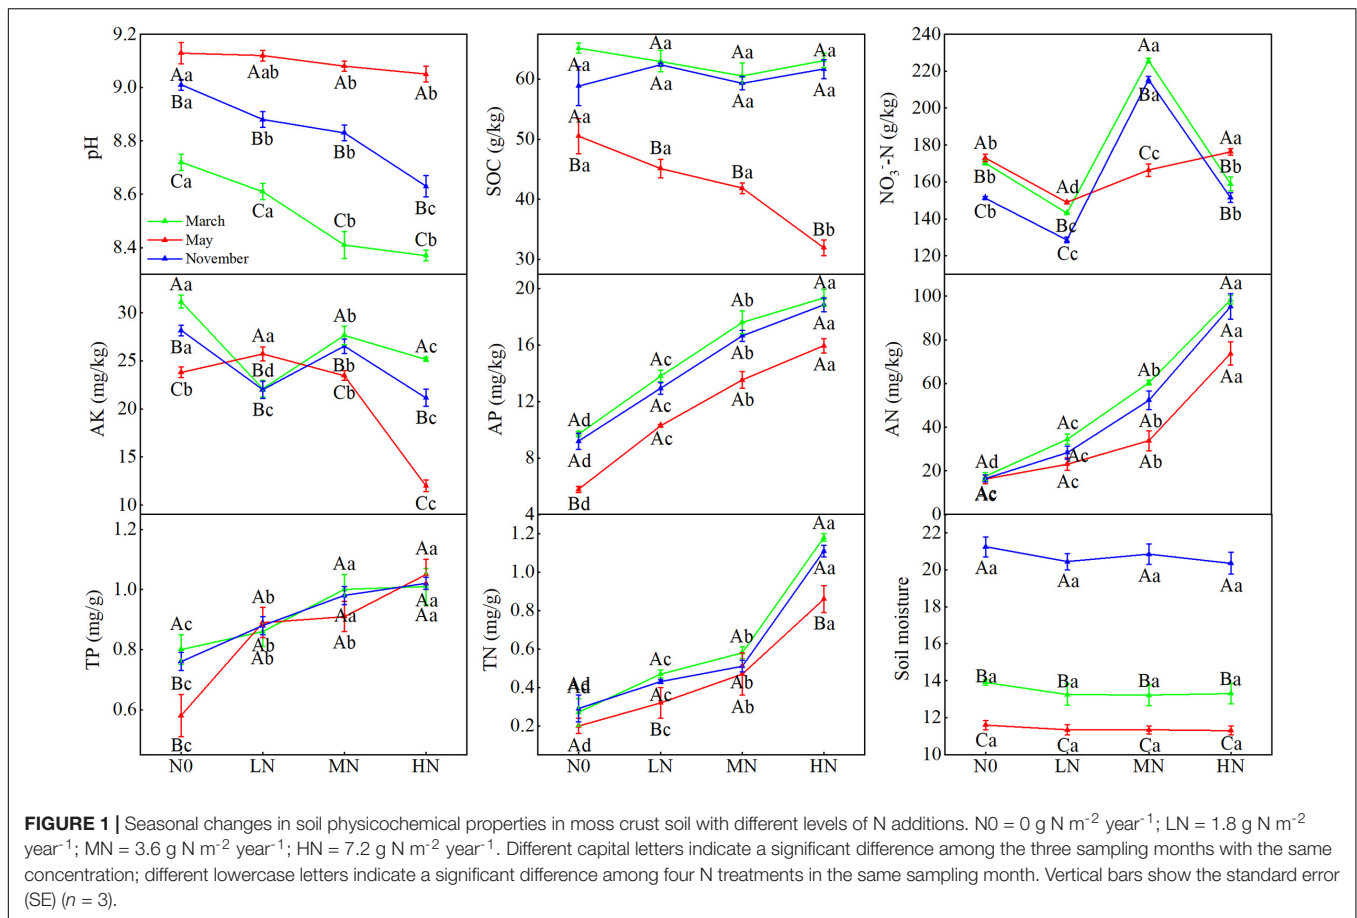 9.2
9.0
8.8
8.6
8.4
pH
Aa
Aab
Ab
Ab
Ba
Bb
Bb
Bc
Ca
Ca
Cb
Cb
March
May
November
60
50
40
30
SOC (g/kg)
Aa
Aa
Aa
Aa
Aa
Aa
Aa
Aa
Ba
Ba
Ba
Bb
240
220
200
180
160
140
120
NO3--N (g/kg)
Aa
Ba
Ab
Bb
Cb
Ad
Bc
Cc
Cc
Aa
Bb
Bb
30
25
20
15
10
AK (mg/kg)
Aa
Ba
Cb
Aa
Bd
Bc
Ab
Bb
Cb
Ac
Bc
Cc
20
16
12
8
4
AP (mg/kg)
Ad
Ad
Bd
Ac
Ac
Ac
Ab
Ab
Ab
Aa
Aa
Aa
100
80
60
40
20
0
AN (mg/kg)
Ad
Ac
Ac
Ac
Ac
Ac
Ab
Ab
Ab
Aa
Aa
Aa
1.2
1.0
0.8
0.6
TP (mg/g)
Ac
Bc
Bc
Ab
Ab
Ab
Aa
Aa
Ab
Aa
Aa
Aa
N0 LN MN HN
1.2
1.0
0.8
0.6
0.4
0.2
TN (mg/g)
Ad
Ad
Ac
Ac
Bc
Ab
Ab
Ab
Aa
Aa
Ba
N0 LN MN HN
22
20
18
16
14
12
10
Soil moisture
Aa
Aa
Aa
Aa
Ba
Ba
Ba
Ba
Ca
Ca
Ca
Ca
N0 LN MN HN
FIGURE 1 | Seasonal changes in soil physicochemical properties in moss crust soil with different levels of N additions. N0 = 0 g N m-2 year-1; LN = 1.8 g N m-2
year-1; MN = 3.6 g N m-2 year-1; HN = 7.2 g N m-2 year-1. Different capital letters indicate a significant difference among the three sampling months with the same
concentration; different lowercase letters indicate a significant difference among four N treatments in the same sampling month. Vertical bars show the standard error
(SE) (n = 3).